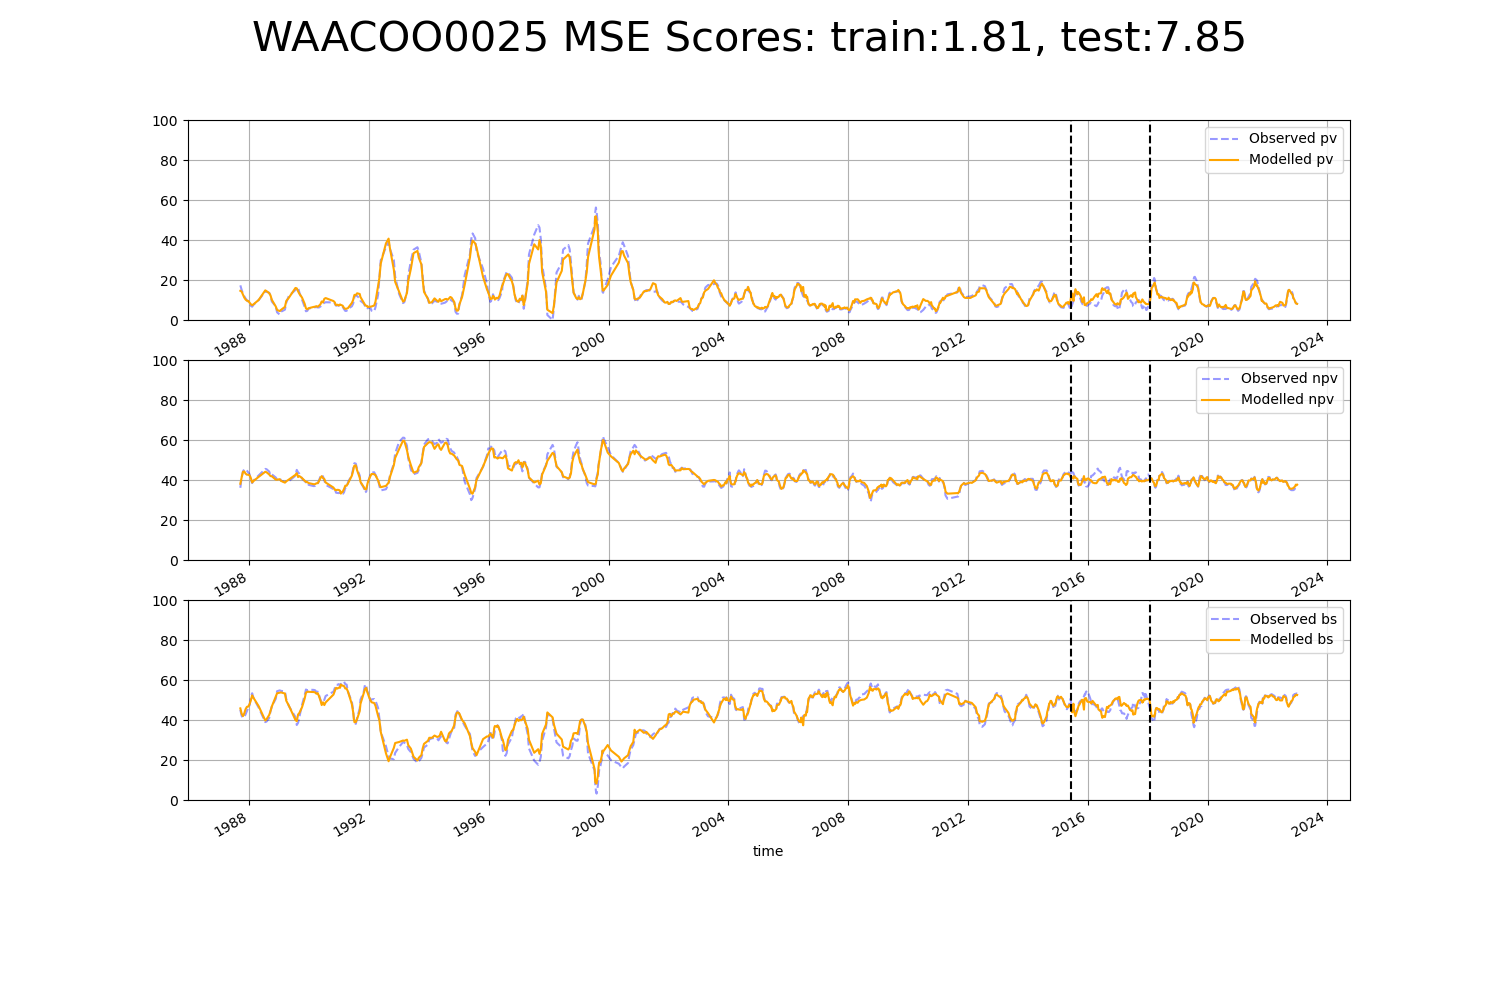 WAACOO0025 MSE Scores: train:1.81, test:7.85
100
80
60
40
20
0
Observed pv
Modelled pv
1988 1992 1996 2000 2004 2008 2012 2016 2020 2024
100
80
60
40
20
0
Observed npv
Modelled npv
1988 1992 1996 2000 2004 2008 2012 2016 2020 2024
100
80
60
40
20
0
Observed bs
Modelled bs
1988 1992 1996 2000 2004 2008 2012 2016 2020 2024
time